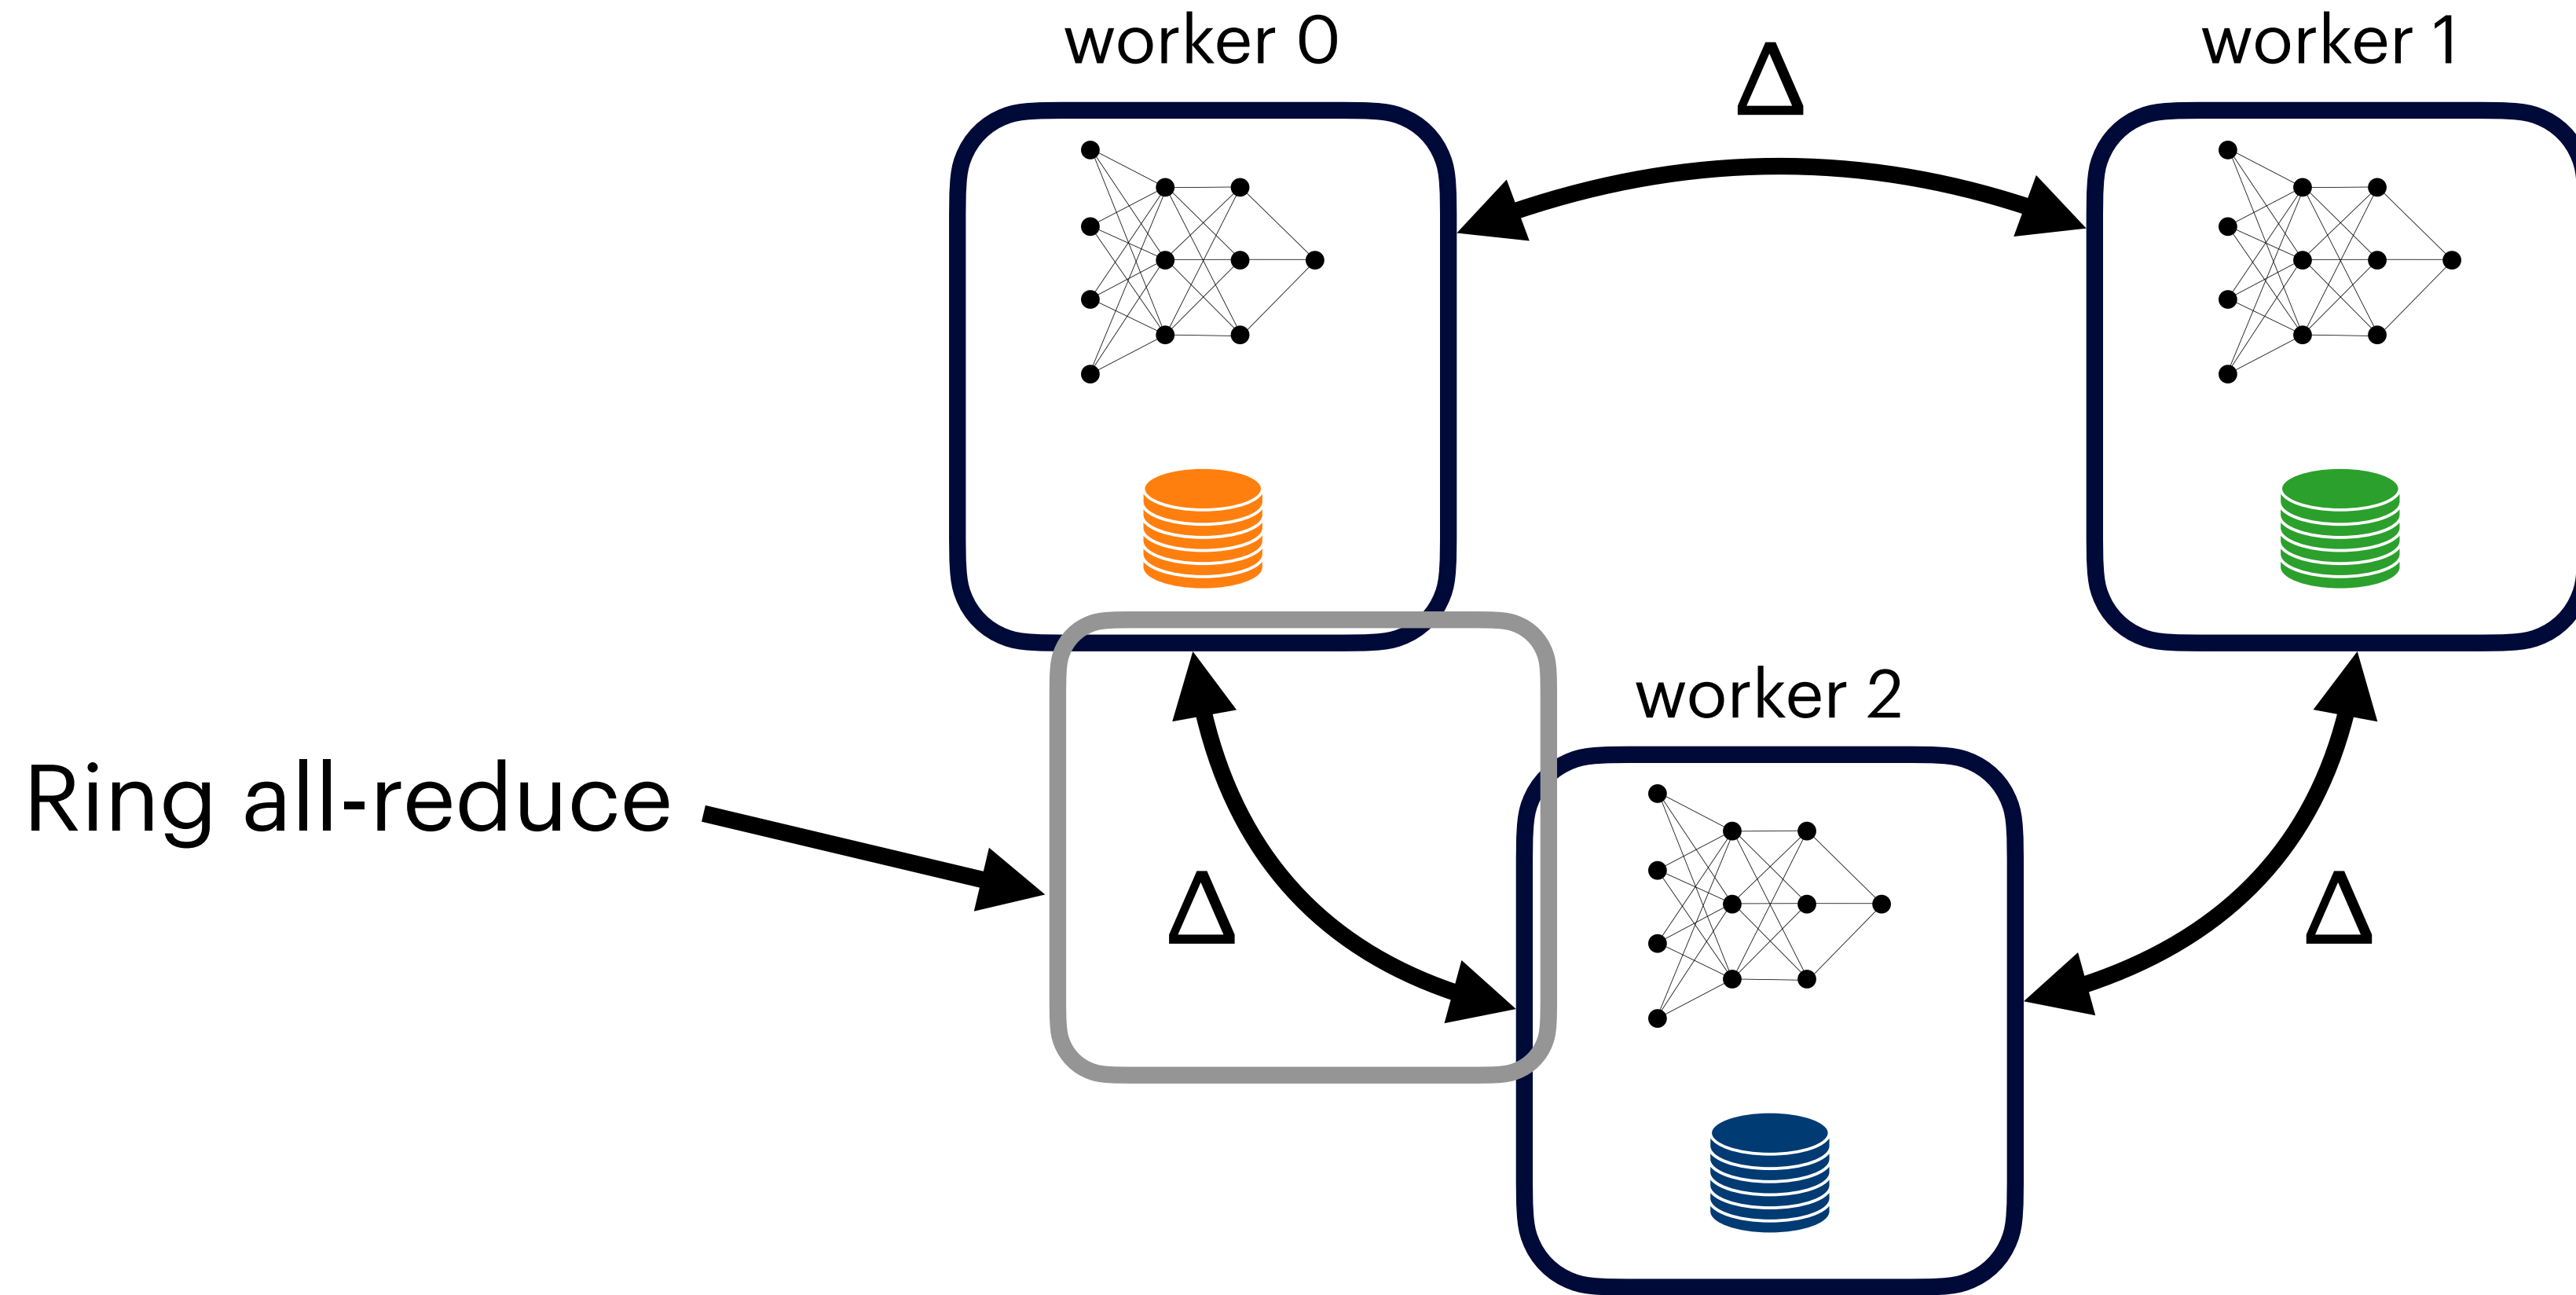 worker 0
worker 1
Δ
worker 2
Ring all-reduce
Δ
Δ